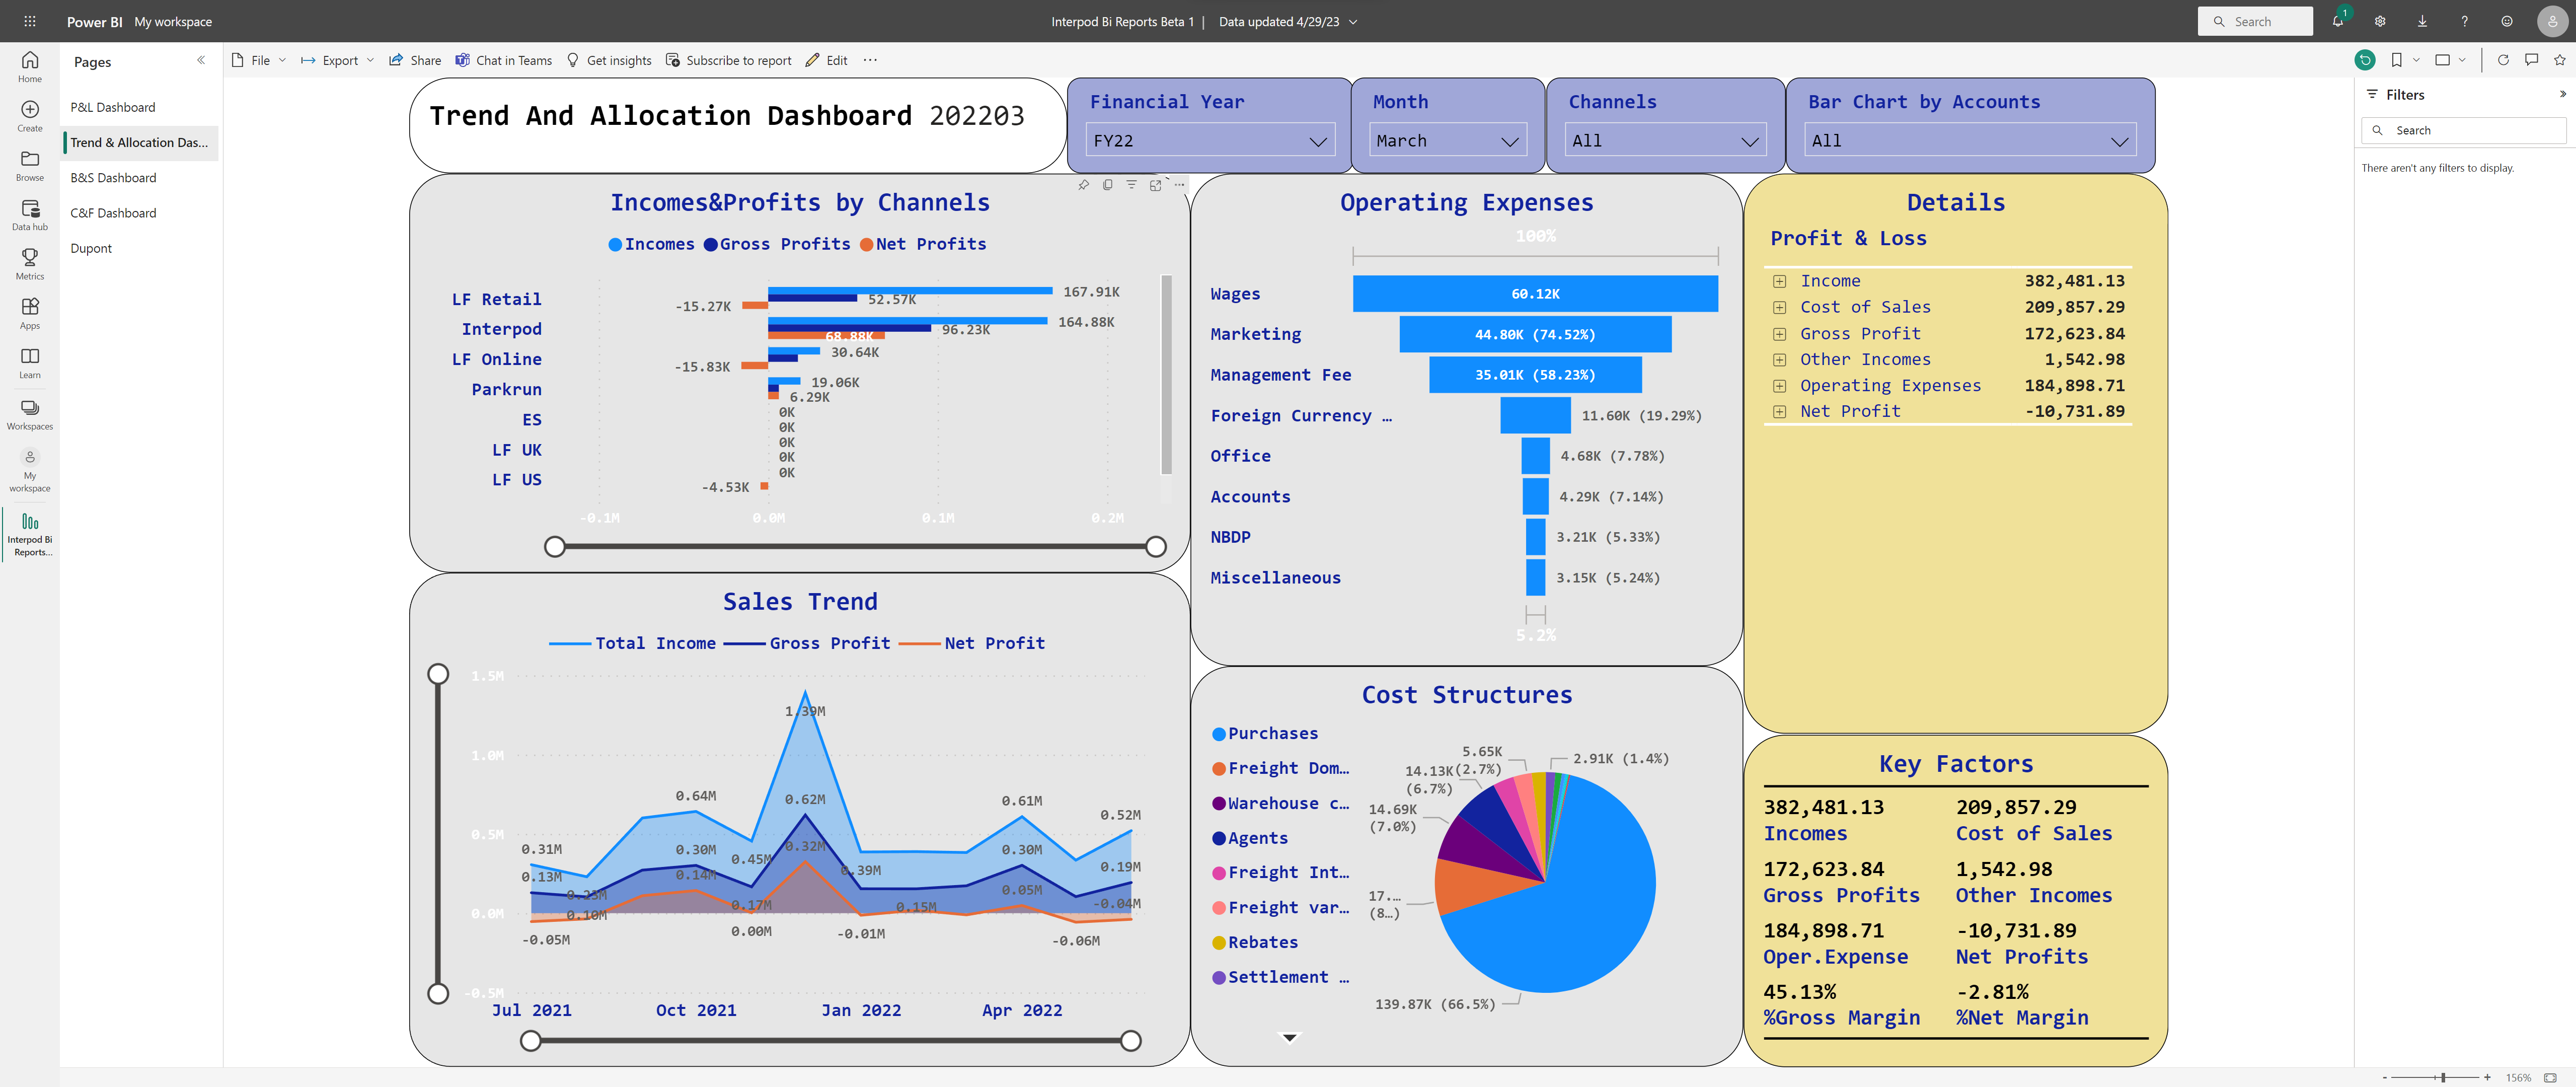 Power BI My workspace
Interpod Bi Reports Beta 1 | Data updated 4/29/23
Search
1
Home
Create
Browse
Data hub
Metrics
Apps
Learn
Workspaces
My
workspace
Interpod Bi
Reports...
Pages
P&L Dashboard
Trend & Allocation Das...
B&S Dashboard
C&F Dashboard
Dupont
File Export Share Chat in Teams Get insights Subscribe to report Edit ...
Trend And Allocation Dashboard 202203
Financial Year
FY22
Month
March
Channels
All
Bar Chart by Accounts
All
Incomes&Profits by Channels
Incomes Gross Profits Net Profits
LF Retail
167.91K
52.57K
-15.27K
Interpod
164.88K
96.23K
68.88K
LF Online
30.64K
-15.83K
Parkrun
19.06K
6.29K
ES
0K
0K
LF UK
0K
0K
0K
LF US
-4.53K
-0.1M 0.0M 0.1M 0.2M
Sales Trend
Total Income Gross Profit Net Profit
1.5M
1.0M
0.5M
0.0M
-0.5M
1.39M
0.64M
0.62M
0.61M
0.52M
0.31M
0.30M
0.45M
0.32M
0.30M
0.13M
0.14M
0.39M
0.19M
0.23M
0.05M
0.10M
0.17M
0.15M
-0.04M
-0.05M
0.00M
-0.01M
-0.06M
Jul 2021 Oct 2021 Jan 2022 Apr 2022
Operating Expenses
100%
Wages 60.12K
Marketing 44.80K (74.52%)
Management Fee 35.01K (58.23%)
Foreign Currency … 11.60K (19.29%)
Office 4.68K (7.78%)
Accounts 4.29K (7.14%)
NBDP 3.21K (5.33%)
Miscellaneous 3.15K (5.24%)
5.2%
Cost Structures
Purchases
Freight Dom…
Warehouse c…
Agents
Freight Int…
Freight var…
Rebates
Settlement …
2.91K (1.4%)
5.65K
(2.7%)
14.13K
(6.7%)
14.69K
(7.0%)
17.…
(8…)
139.87K (66.5%)
Details
Profit & Loss
Income 382,481.13
Cost of Sales 209,857.29
Gross Profit 172,623.84
Other Incomes 1,542.98
Operating Expenses 184,898.71
Net Profit -10,731.89
Key Factors
382,481.13 209,857.29
Incomes Cost of Sales
172,623.84 1,542.98
Gross Profits Other Incomes
184,898.71 -10,731.89
Oper.Expense Net Profits
45.13% -2.81%
%Gross Margin %Net Margin
Filters
Search
There aren't any filters to display.
- + 156%